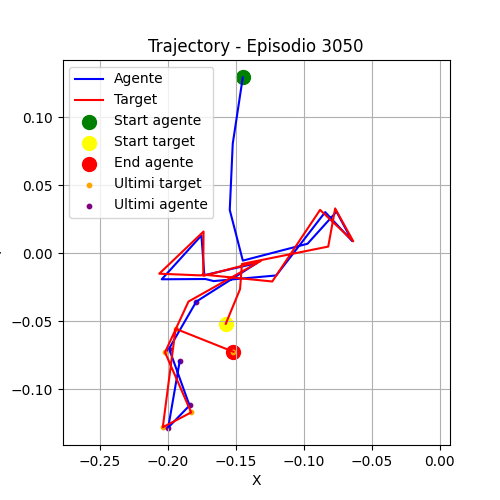 Trajectory - Episodio 3050
Agente
Target
Start agente
Start target
End agente
Ultimi target
Ultimi agente
0.10
0.05
0.00
−0.05
−0.10
−0.25
−0.20
−0.15
−0.10
−0.05
0.00
X